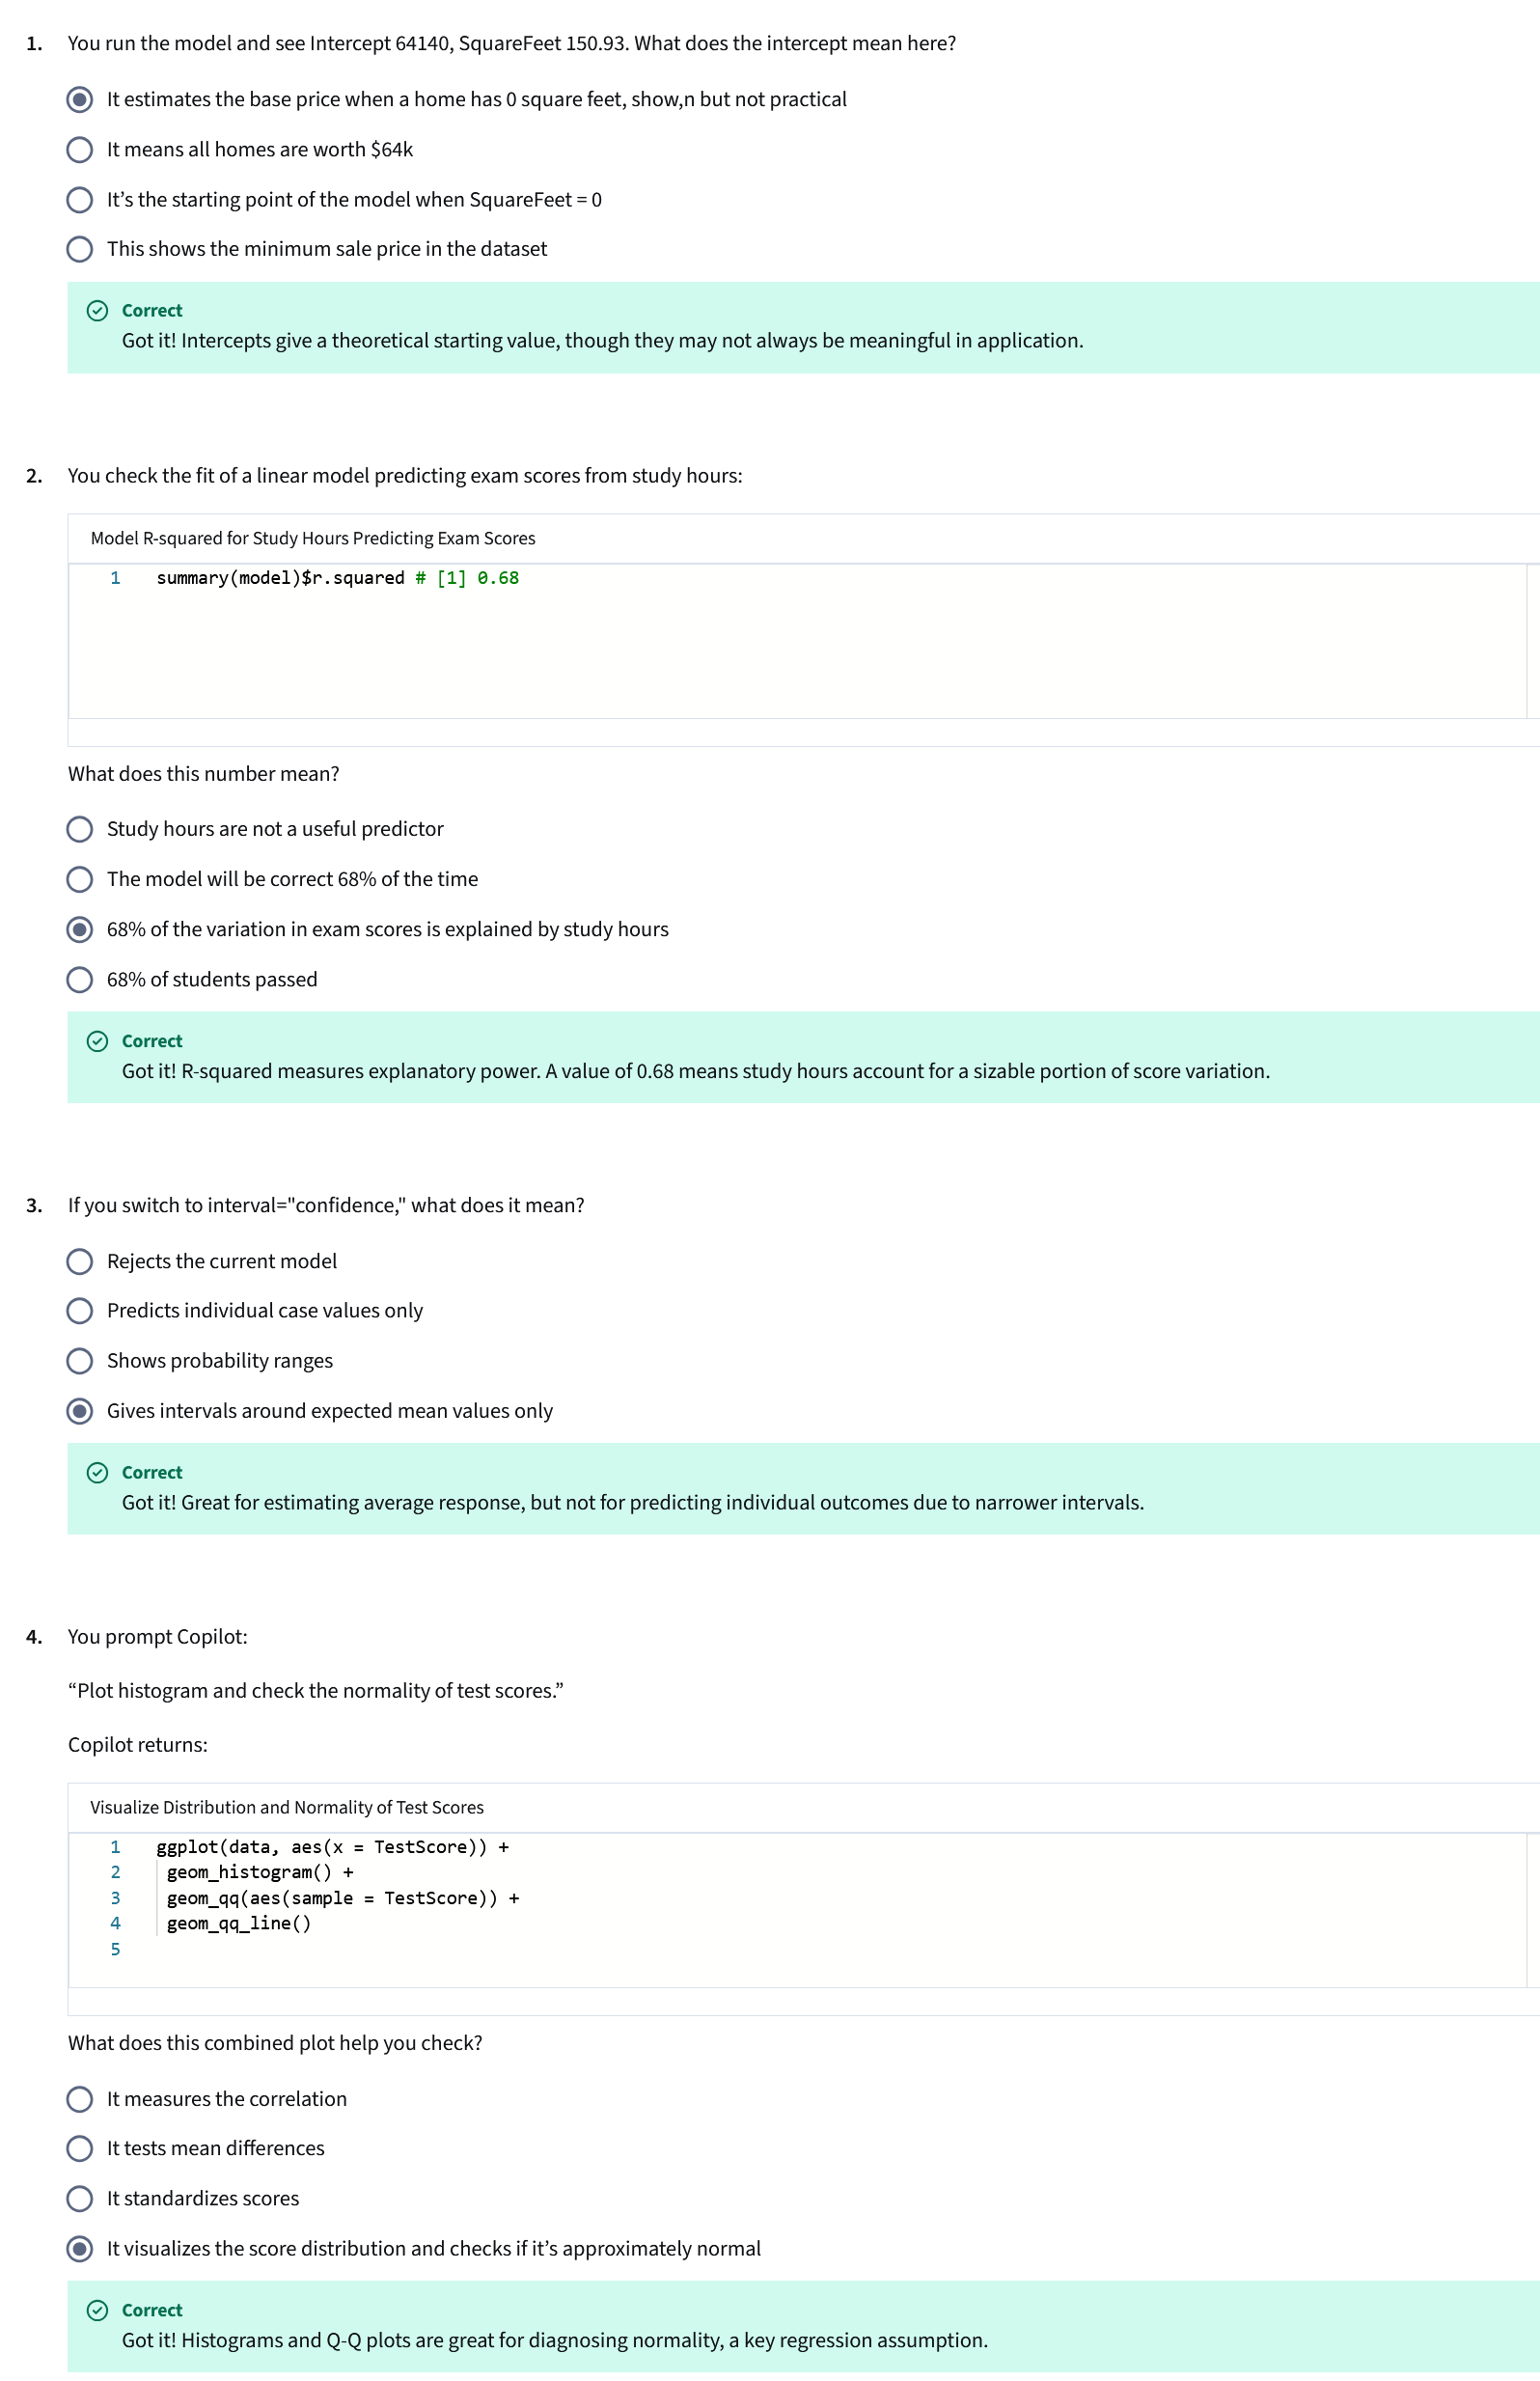 1. You run the model and see Intercept 64140, SquareFeet 150.93. What does the intercept mean here?
It estimates the base price when a home has 0 square feet, show,n but not practical
It means all homes are worth $64k
It’s the starting point of the model when SquareFeet = 0
This shows the minimum sale price in the dataset
Correct
Got it! Intercepts give a theoretical starting value, though they may not always be meaningful in application.
2. You check the fit of a linear model predicting exam scores from study hours:
Model R-squared for Study Hours Predicting Exam Scores
1 summary(model)$r.squared # [1] 0.68
What does this number mean?
Study hours are not a useful predictor
The model will be correct 68% of the time
68% of the variation in exam scores is explained by study hours
68% of students passed
Correct
Got it! R-squared measures explanatory power. A value of 0.68 means study hours account for a sizable portion of score variation.
3. If you switch to interval="confidence," what does it mean?
Rejects the current model
Predicts individual case values only
Shows probability ranges
Gives intervals around expected mean values only
Correct
Got it! Great for estimating average response, but not for predicting individual outcomes due to narrower intervals.
4. You prompt Copilot:
“Plot histogram and check the normality of test scores.”
Copilot returns:
Visualize Distribution and Normality of Test Scores
1 ggplot(data, aes(x = TestScore)) +
2 geom_histogram() +
3 geom_qq(aes(sample = TestScore)) +
4 geom_qq_line()
5
What does this combined plot help you check?
It measures the correlation
It tests mean differences
It standardizes scores
It visualizes the score distribution and checks if it’s approximately normal
Correct
Got it! Histograms and Q-Q plots are great for diagnosing normality, a key regression assumption.